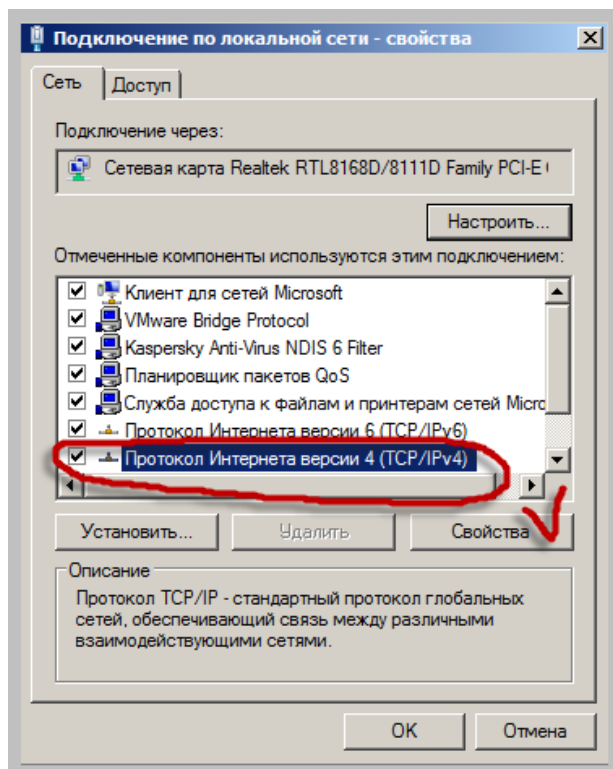 Подключение по локальной сети - свойства
Сеть
Доступ
Подключение через:
Сетевая карта Realtek RTL8168D/8111D Family PCI-E
Настроить...
Отмеченные компоненты используются этим подключением:
Клиент для сетей Microsoft
VMware Bridge Protocol
Kaspersky Anti-Virus NDIS 6 Filter
Планировщик пакетов QoS
Служба доступа к файлам и принтерам сетей Micro
Протокол Интернета версии 6 (TCP/IPv6)
Протокол Интернета версии 4 (TCP/IPv4)
Установить...
Удалить
Свойства
Описание
Протокол TCP/IP - стандартный протокол глобальных
сетей, обеспечивающий связь между различными
взаимодействующими сетями.
OK
Отмена